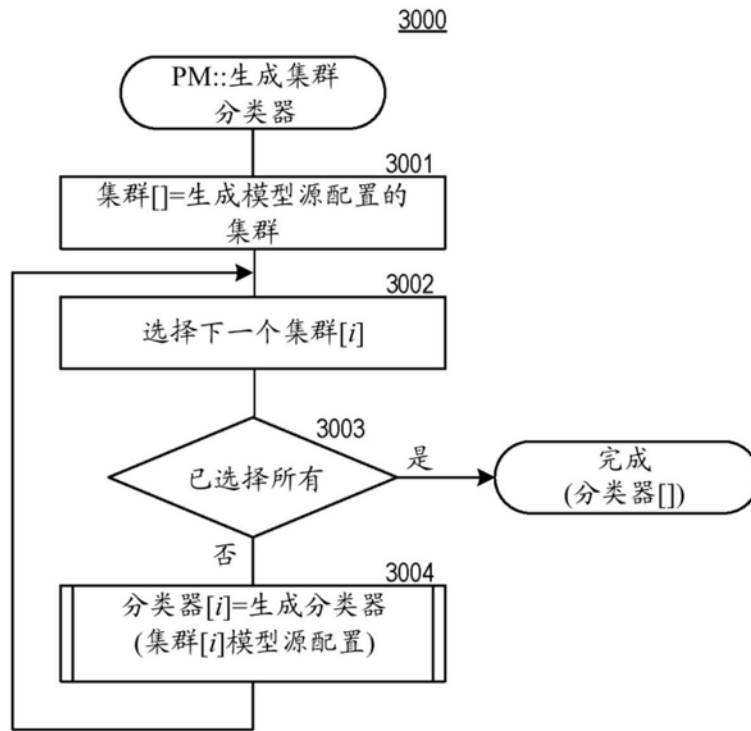 3000
PM::生成集群
分类器
3001
集群[]=生成模型源配置的
集群
3002
选择下一个集群[i]
3003
已选择所有
是
完成
(分类器[])
否
3004
分类器[i]=生成分类器
(集群[i]模型源配置)